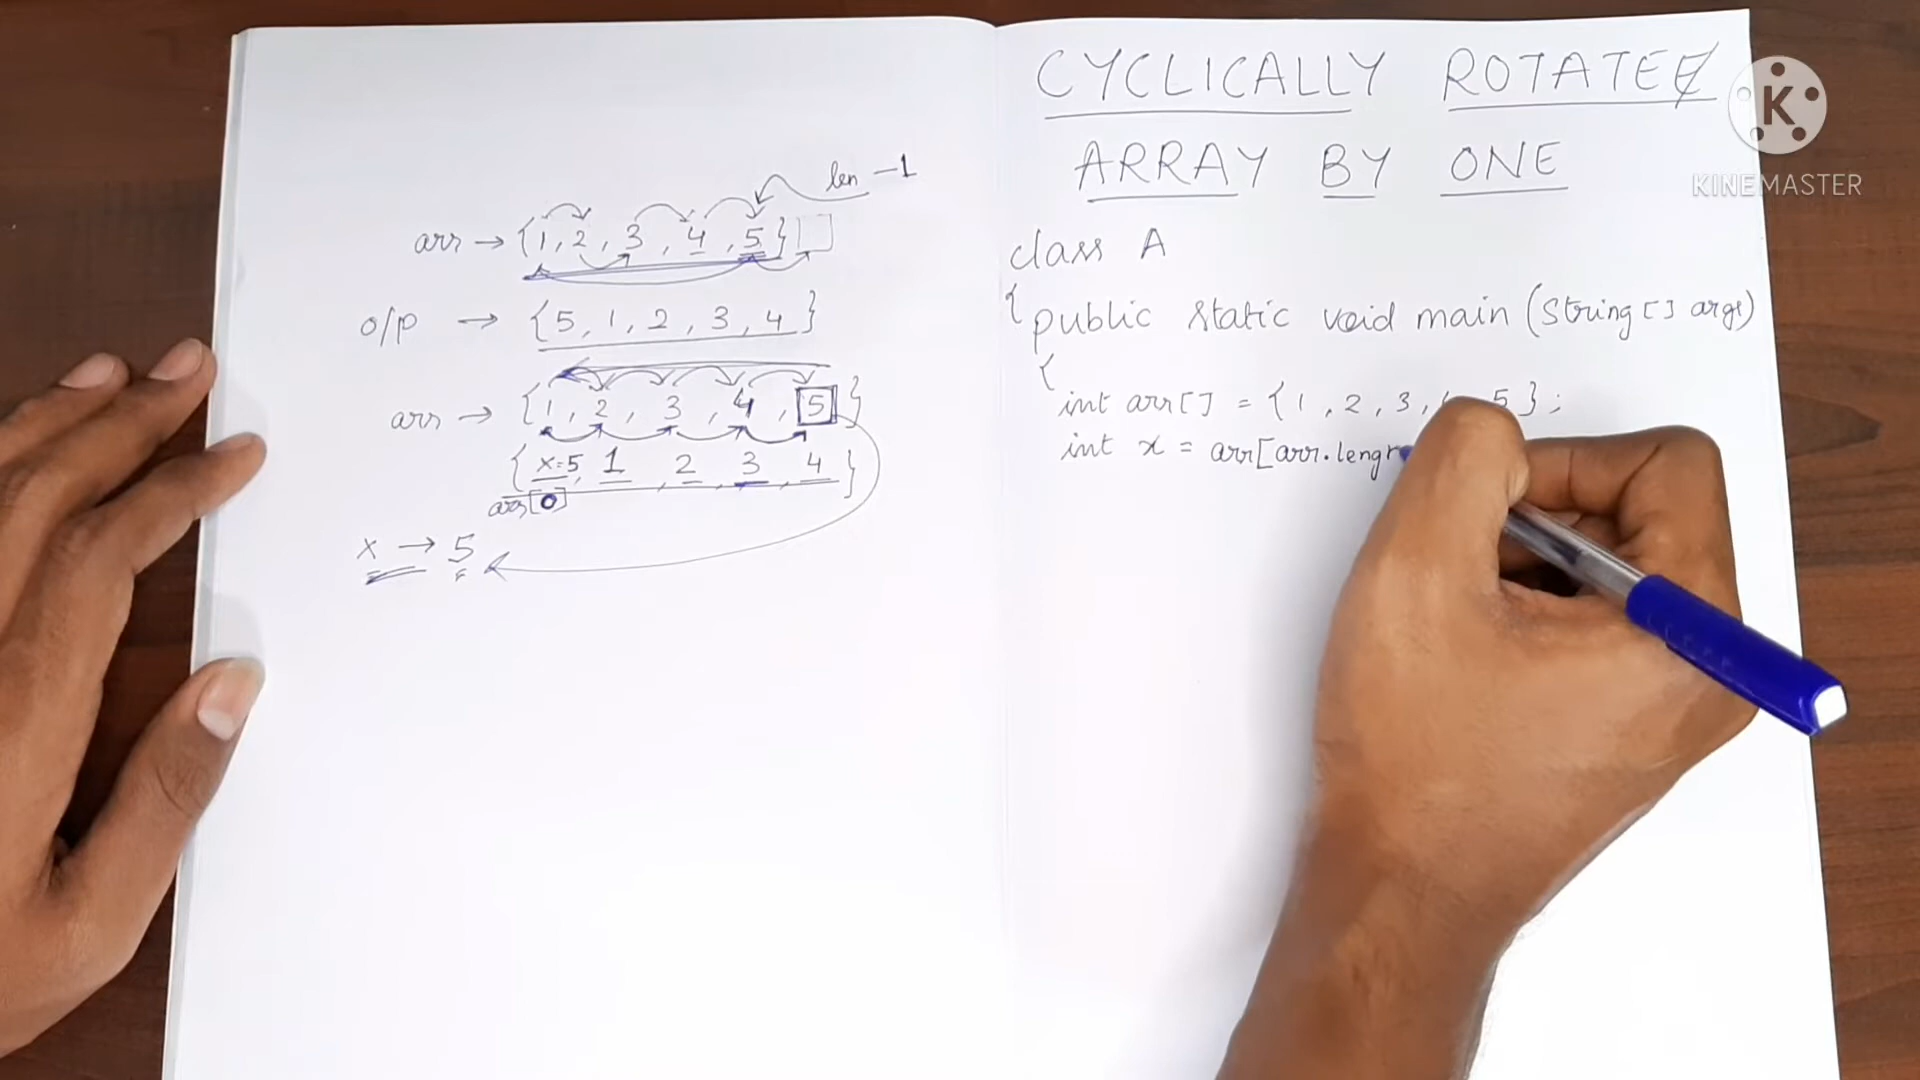 len -1
arr → {1, 2, 3, 4, 5}
o/p → {5, 1, 2, 3, 4}
arr → {1, 2, 3, 4, 5}
{x=5, 1, 2, 3, 4}
arr[0]
x → 5
CYCLICALLY ROTATE
ARRAY BY ONE
class A
{ public static void main (String [] args)
{
int arr[] = {1, 2, 3, 5};
int x = arr[arr.leng
K
KINEMASTER